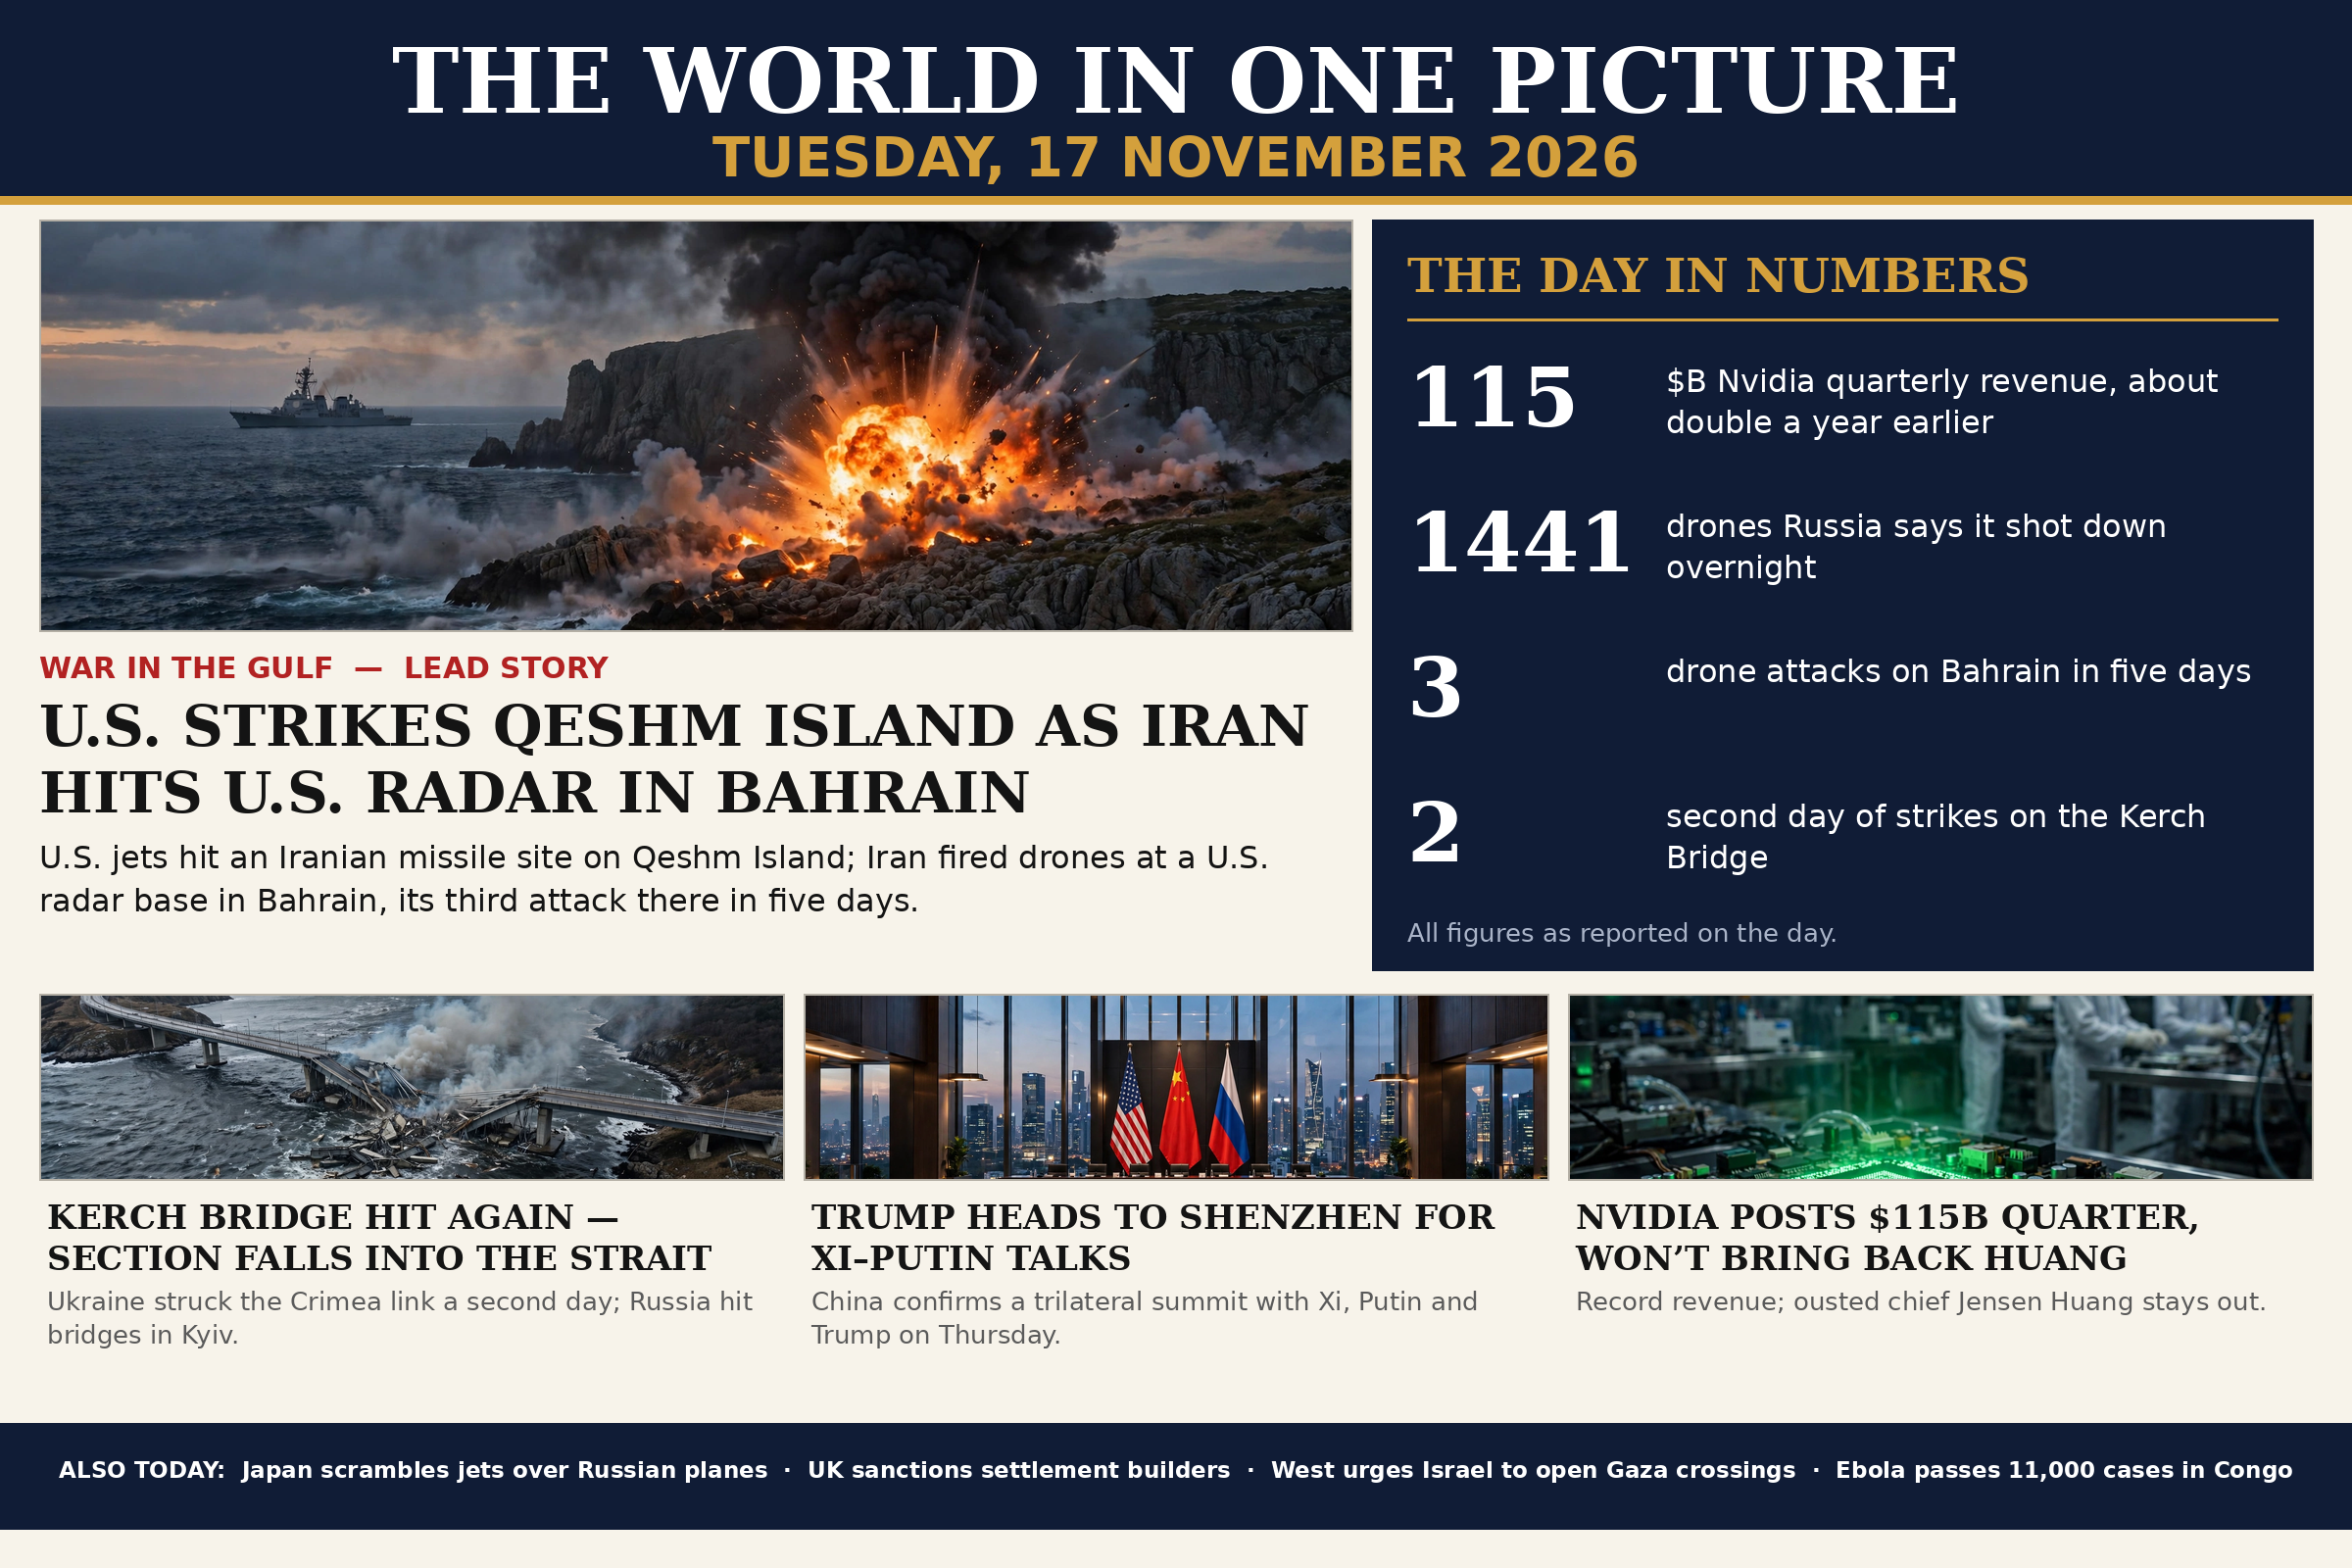 THE WORLD IN ONE PICTURE
TUESDAY, 17 NOVEMBER 2026
WAR IN THE GULF — LEAD STORY
U.S. STRIKES QESHM ISLAND AS IRAN
HITS U.S. RADAR IN BAHRAIN
U.S. jets hit an Iranian missile site on Qeshm Island; Iran fired drones at a U.S.
radar base in Bahrain, its third attack there in five days.
THE DAY IN NUMBERS
115
$B Nvidia quarterly revenue, about
double a year earlier
1441
drones Russia says it shot down
overnight
3
drone attacks on Bahrain in five days
2
second day of strikes on the Kerch
Bridge
All figures as reported on the day.
KERCH BRIDGE HIT AGAIN —
SECTION FALLS INTO THE STRAIT
Ukraine struck the Crimea link a second day; Russia hit
bridges in Kyiv.
TRUMP HEADS TO SHENZHEN FOR
XI–PUTIN TALKS
China confirms a trilateral summit with Xi, Putin and
Trump on Thursday.
NVIDIA POSTS $115B QUARTER,
WON’T BRING BACK HUANG
Record revenue; ousted chief Jensen Huang stays out.
ALSO TODAY: Japan scrambles jets over Russian planes · UK sanctions settlement builders · West urges Israel to open Gaza crossings · Ebola passes 11,000 cases in Congo